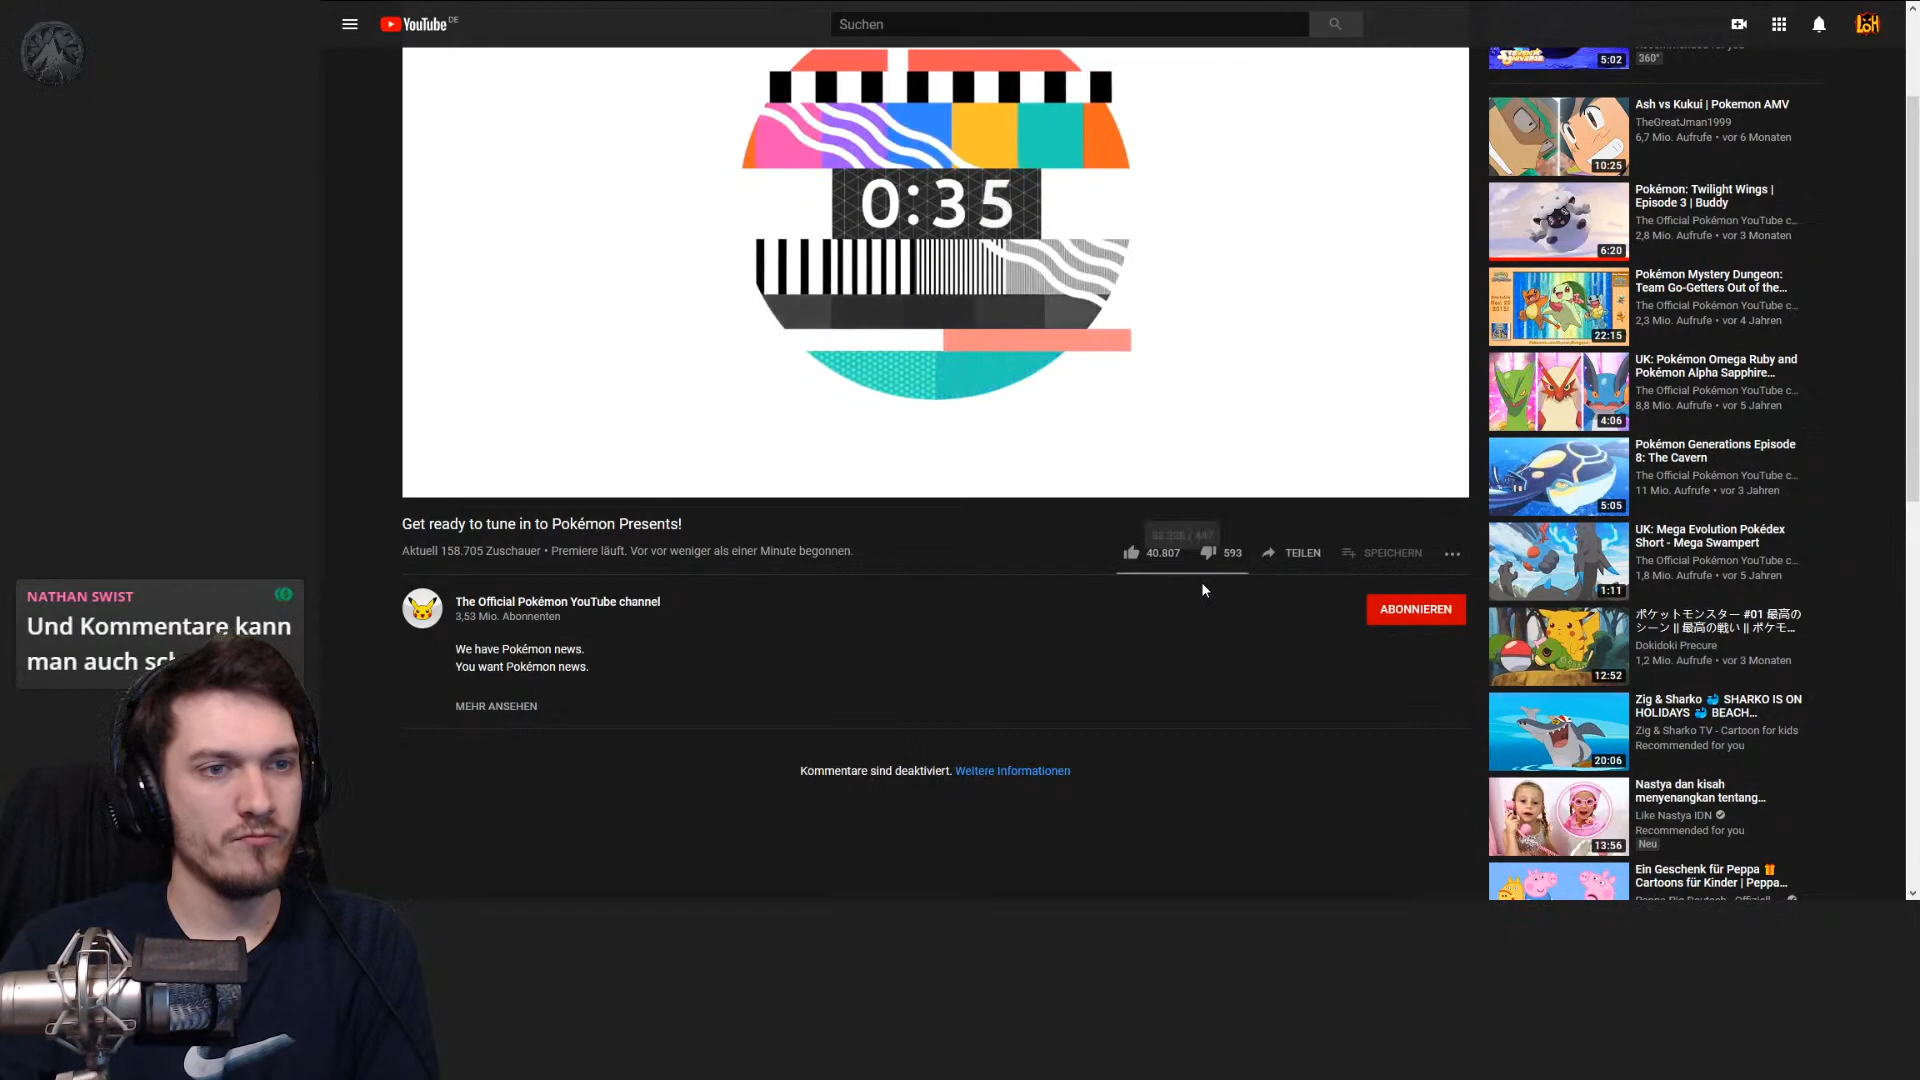 YouTube DE
Suchen
LOH
0:35
Get ready to tune in to Pokémon Presents!
Aktuell 158.705 Zuschauer • Premiere läuft. Vor vor weniger als einer Minute begonnen.
40.807
593
TEILEN
SPEICHERN
The Official Pokémon YouTube channel
3,53 Mio. Abonnenten
ABONNIEREN
We have Pokémon news.
You want Pokémon news.
MEHR ANSEHEN
Kommentare sind deaktiviert. Weitere Informationen
NATHAN SWIST
Und Kommentare kann
man auch
5:02
360°
Ash vs Kukui | Pokemon AMV
TheGreatJman1999
6,7 Mio. Aufrufe • vor 6 Monaten
10:25
Pokémon: Twilight Wings |
Episode 3 | Buddy
The Official Pokémon YouTube c...
2,8 Mio. Aufrufe • vor 3 Monaten
6:20
Pokémon Mystery Dungeon:
Team Go-Getters Out of the...
The Official Pokémon YouTube c...
2,3 Mio. Aufrufe • vor 4 Jahren
22:15
UK: Pokémon Omega Ruby and
Pokémon Alpha Sapphire...
The Official Pokémon YouTube c...
8,8 Mio. Aufrufe • vor 5 Jahren
4:06
Pokémon Generations Episode
8: The Cavern
The Official Pokémon YouTube c...
11 Mio. Aufrufe • vor 3 Jahren
5:05
UK: Mega Evolution Pokédex
Short - Mega Swampert
The Official Pokémon YouTube c...
1,8 Mio. Aufrufe • vor 5 Jahren
1:11
ポケットモンスター #01 最高の
シーン || 最高の戦い || ポケモ...
Dokidoki Precure
1,2 Mio. Aufrufe • vor 3 Monaten
12:52
Zig & Sharko SHARKO IS ON
HOLIDAYS BEACH...
Zig & Sharko TV - Cartoon for kids
Recommended for you
20:06
Nastya dan kisah
menyenangkan tentang...
Like Nastya IDN
Recommended for you
Neu
13:56
Ein Geschenk für Peppa
Cartoons für Kinder | Peppa...